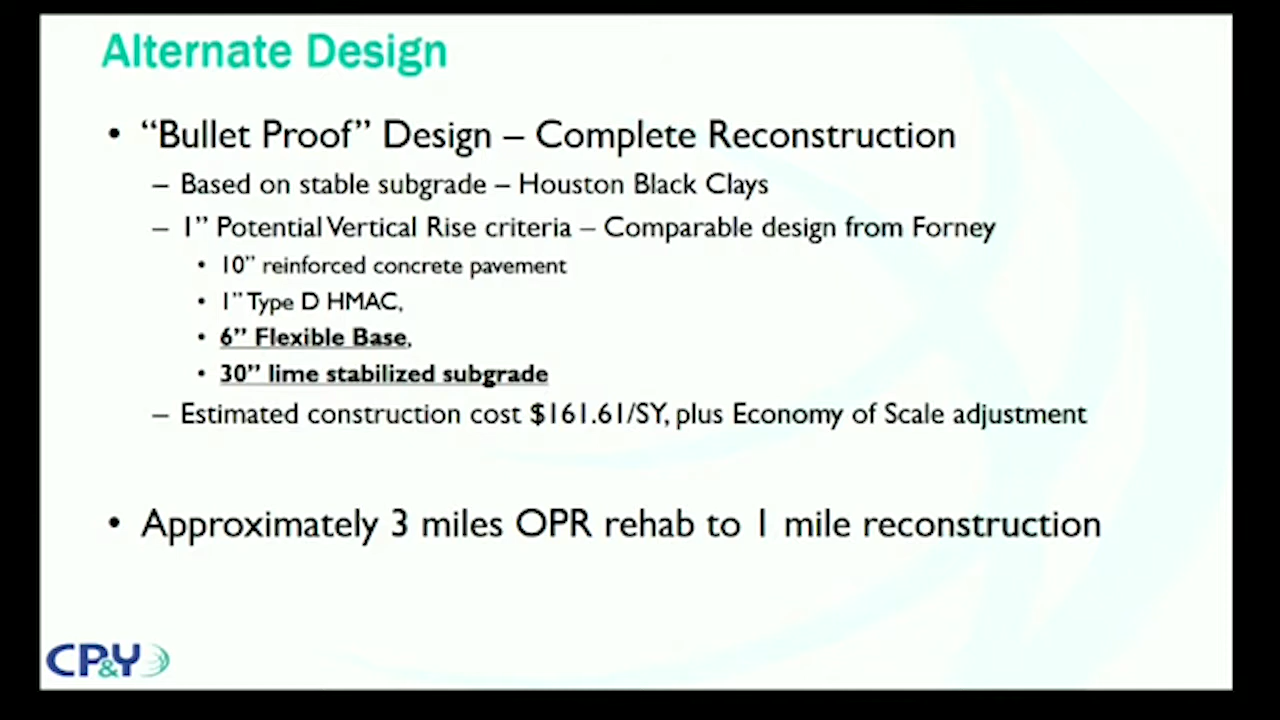 Alternate Design
• “Bullet Proof” Design – Complete Reconstruction
– Based on stable subgrade – Houston Black Clays
– 1” Potential Vertical Rise criteria – Comparable design from Forney
• 10” reinforced concrete pavement
• 1” Type D HMAC,
• 6” Flexible Base,
• 30” lime stabilized subgrade
– Estimated construction cost $161.61/SY, plus Economy of Scale adjustment
• Approximately 3 miles OPR rehab to 1 mile reconstruction
CP&Y